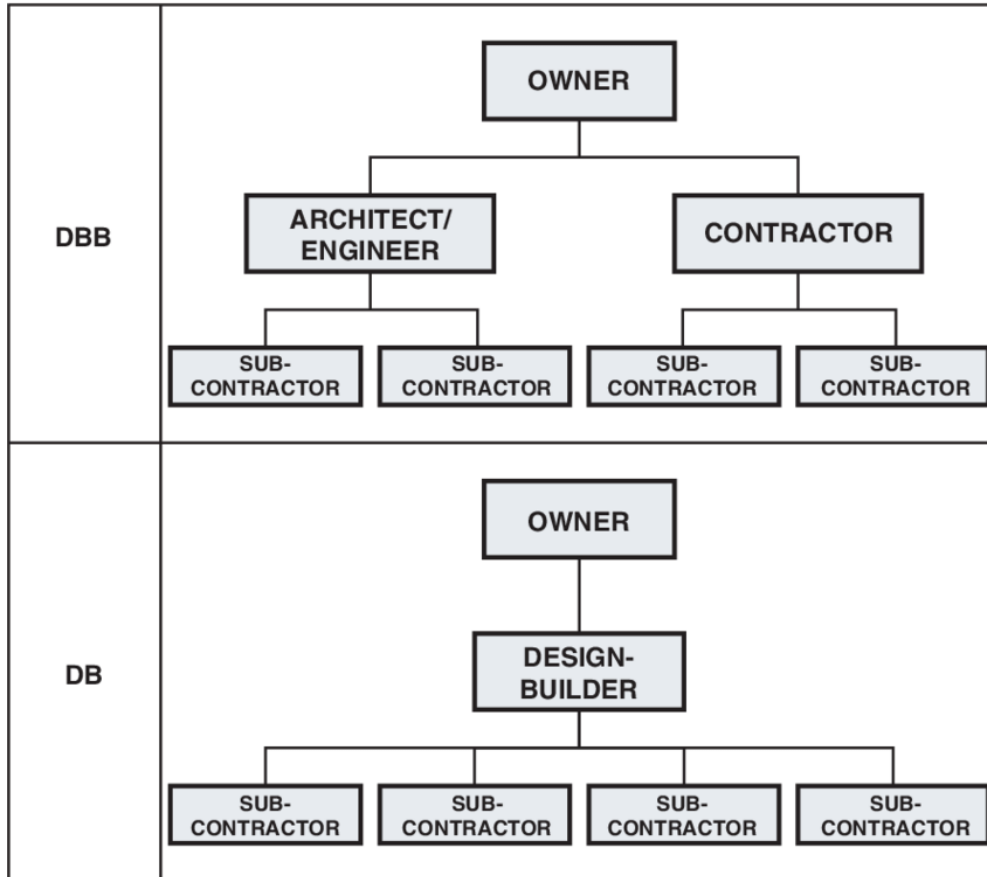 DBB
OWNER
ARCHITECT/
ENGINEER
CONTRACTOR
SUB-
CONTRACTOR
SUB-
CONTRACTOR
SUB-
CONTRACTOR
SUB-
CONTRACTOR
DB
OWNER
DESIGN-
BUILDER
SUB-
CONTRACTOR
SUB-
CONTRACTOR
SUB-
CONTRACTOR
SUB-
CONTRACTOR